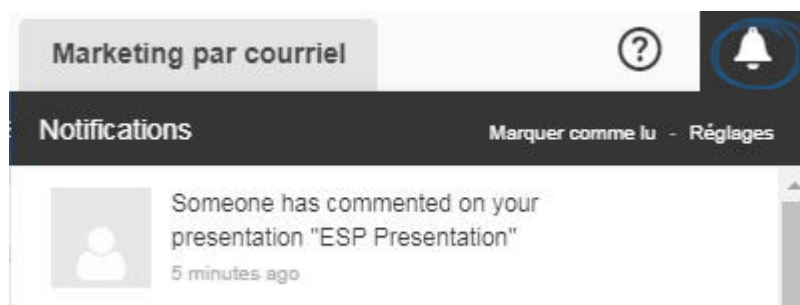 Marketing par courriel
Notifications
Marquer comme lu - Réglages
Someone has commented on your
presentation "ESP Presentation"
5 minutes ago